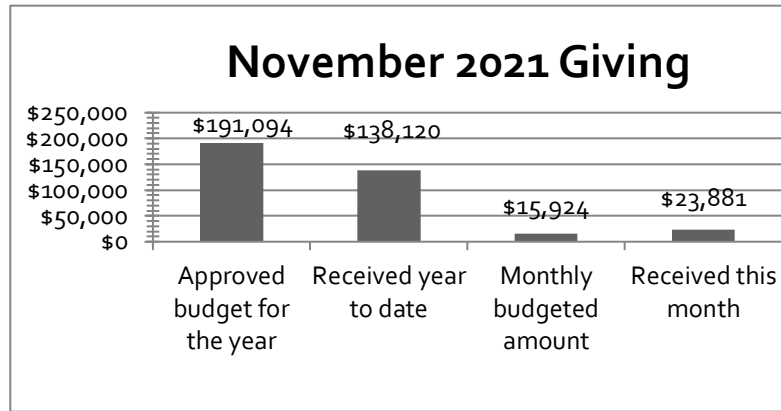 November 2021 Giving
$250,000
$200,000
$150,000
$100,000
$50,000
$0
$191,094
$138,120
$15,924
$23,881
Approved
budget for
the year
Received year
to date
Monthly
budgeted
amount
Received this
month